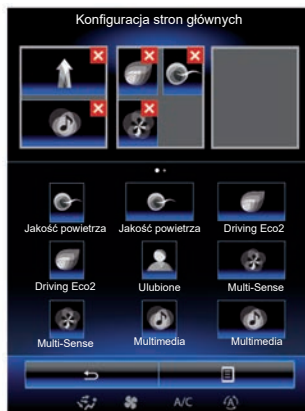 Konfiguracja stron głównych
Jakość powietrza Jakość powietrza Driving Eco2
Driving Eco2 Ulubione Multi-Sense
Multi-Sense Multimedia Multimedia
A/C